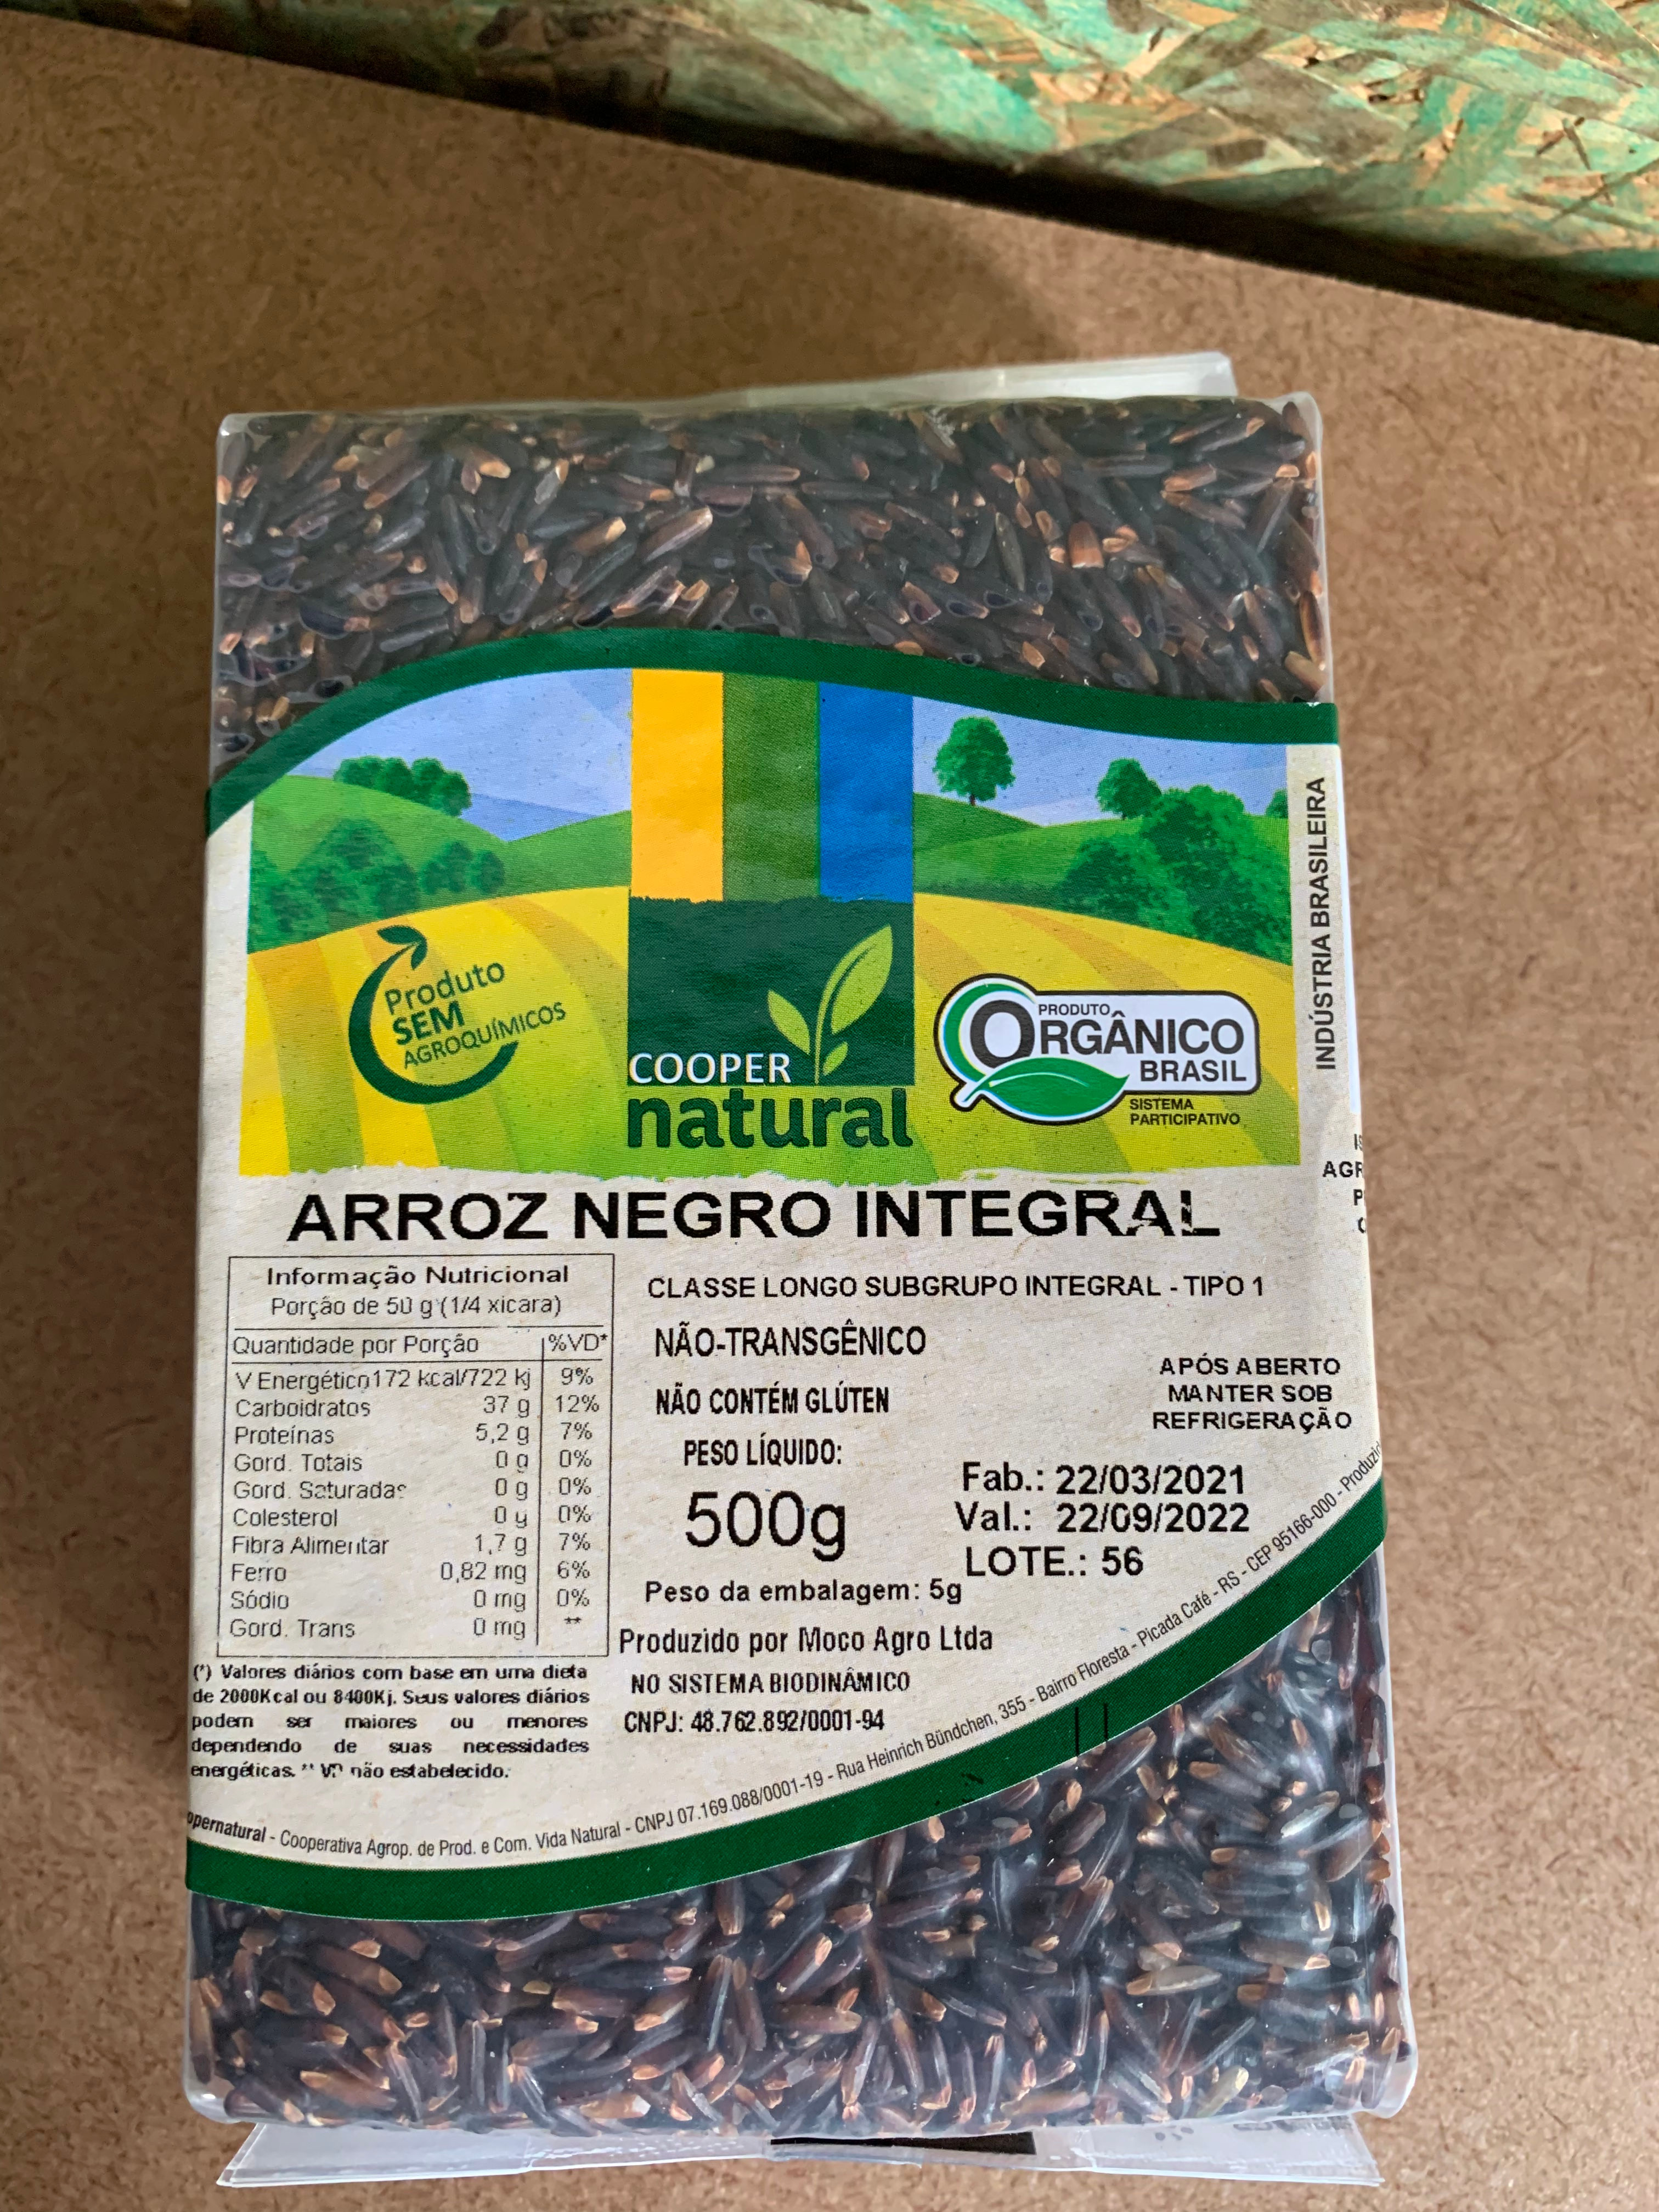 Produto
SEM
AGROQUÍMICOS
COOPER
natural
PRODUTO
ORGÂNICO
BRASIL
SISTEMA
PARTICIPATIVO
INDÚSTRIA BRASILEIRA
ARROZ NEGRO INTEGRAL
Informação Nutricional
Porção de 50 g (1/4 xicara)
Quantidade por Porção %VD*
V Energético 172 kcal/722 kj 9%
Carboidratos 37 g 12%
Proteínas 5,2 g 7%
Gord. Totais 0 g 0%
Gord. Saturadas 0 g 0%
Colesterol 0 g 0%
Fibra Alimentar 1,7 g 7%
Ferro 0,82 mg 6%
Sódio 0 mg 0%
Gord. Trans 0 mg **
(*) Valores diários com base em uma dieta
de 2000Kcal ou 8400Kj. Seus valores diários
podem ser maiores ou menores
dependendo de suas necessidades
energéticas. ** VD não estabelecido.
CLASSE LONGO SUBGRUPO INTEGRAL - TIPO 1
NÃO-TRANSGÊNICO
NÃO CONTÉM GLÚTEN
PESO LÍQUIDO:
500g
Peso da embalagem: 5g
APÓS ABERTO
MANTER SOB
REFRIGERAÇÃO
Fab.: 22/03/2021
Val.: 22/09/2022
LOTE.: 56
Produzido por Moco Agro Ltda
NO SISTEMA BIODINÂMICO
CNPJ: 48.762.892/0001-94
opernatural - Cooperativa Agrop. de Prod. e Com. Vida Natural - CNPJ 07.169.088/0001-19 - Rua Heinrich Bündchen, 355 - Bairro Floresta - Picada Café - RS - CEP 95166-000 - Produzi
AGR